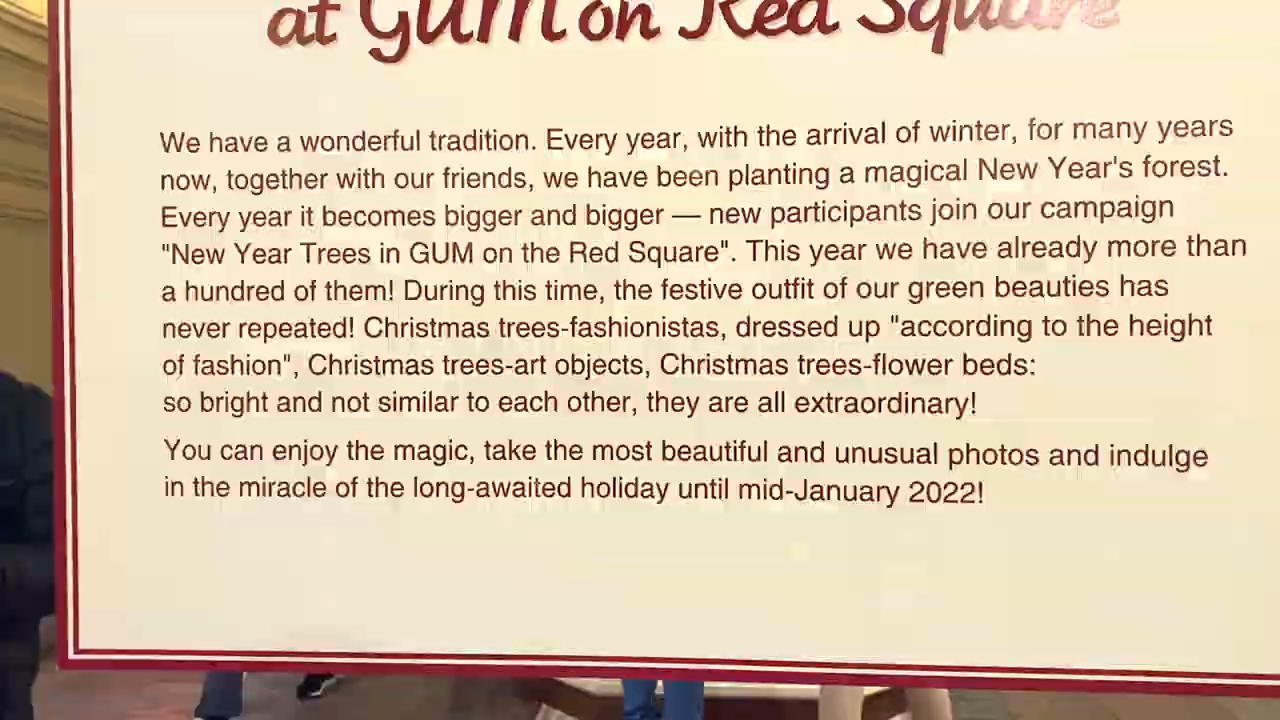 at GUM on Red Square
We have a wonderful tradition. Every year, with the arrival of winter, for many years
now, together with our friends, we have been planting a magical New Year's forest.
Every year it becomes bigger and bigger — new participants join our campaign
"New Year Trees in GUM on the Red Square". This year we have already more than
a hundred of them! During this time, the festive outfit of our green beauties has
never repeated! Christmas trees-fashionistas, dressed up "according to the height
of fashion", Christmas trees-art objects, Christmas trees-flower beds:
so bright and not similar to each other, they are all extraordinary!
You can enjoy the magic, take the most beautiful and unusual photos and indulge
in the miracle of the long-awaited holiday until mid-January 2022!